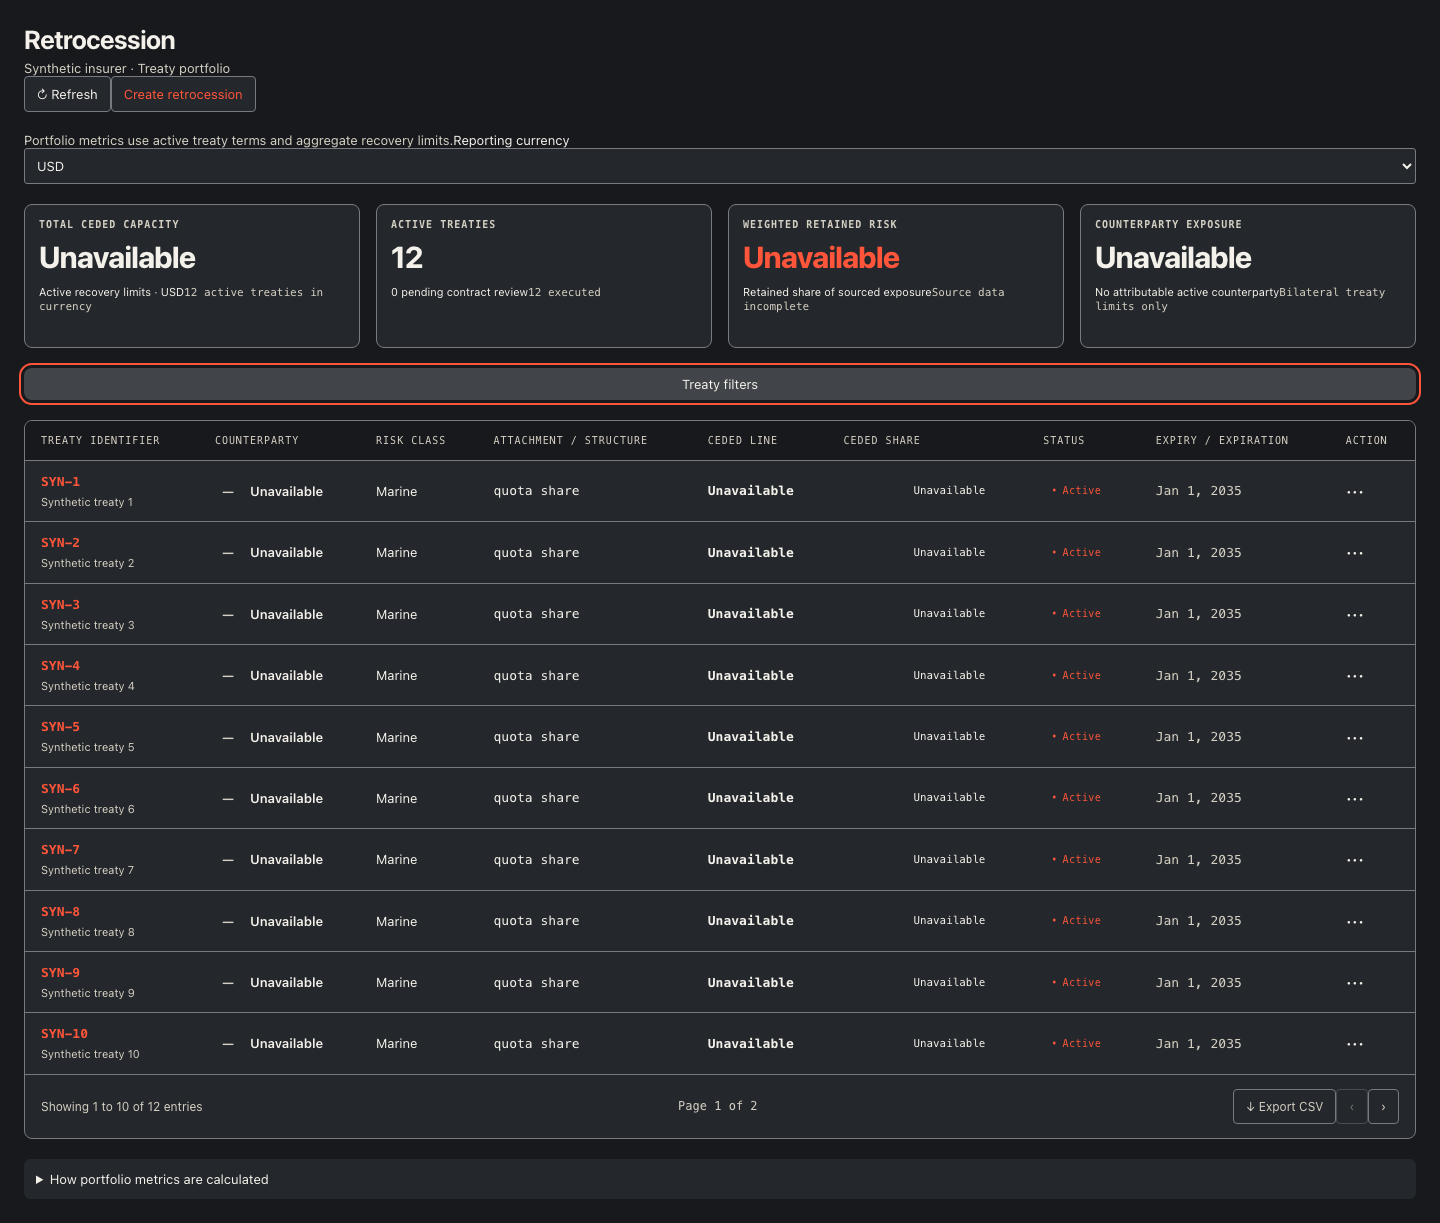 Retrocession
Synthetic insurer · Treaty portfolio
↻ Refresh Create retrocession
Portfolio metrics use active treaty terms and aggregate recovery limits.Reporting currency
USD
TOTAL CEDED CAPACITY
Unavailable
Active recovery limits · USD12 active treaties in
currency
ACTIVE TREATIES
12
0 pending contract review12 executed
WEIGHTED RETAINED RISK
Unavailable
Retained share of sourced exposureSource data
incomplete
COUNTERPARTY EXPOSURE
Unavailable
No attributable active counterpartyBilateral treaty
limits only
Treaty filters
TREATY IDENTIFIER COUNTERPARTY RISK CLASS ATTACHMENT / STRUCTURE CEDED LINE CEDED SHARE STATUS EXPIRY / EXPIRATION ACTION
SYN-1
Synthetic treaty 1
— Unavailable Marine quota share Unavailable Unavailable • Active Jan 1, 2035 ...
SYN-2
Synthetic treaty 2
— Unavailable Marine quota share Unavailable Unavailable • Active Jan 1, 2035 ...
SYN-3
Synthetic treaty 3
— Unavailable Marine quota share Unavailable Unavailable • Active Jan 1, 2035 ...
SYN-4
Synthetic treaty 4
— Unavailable Marine quota share Unavailable Unavailable • Active Jan 1, 2035 ...
SYN-5
Synthetic treaty 5
— Unavailable Marine quota share Unavailable Unavailable • Active Jan 1, 2035 ...
SYN-6
Synthetic treaty 6
— Unavailable Marine quota share Unavailable Unavailable • Active Jan 1, 2035 ...
SYN-7
Synthetic treaty 7
— Unavailable Marine quota share Unavailable Unavailable • Active Jan 1, 2035 ...
SYN-8
Synthetic treaty 8
— Unavailable Marine quota share Unavailable Unavailable • Active Jan 1, 2035 ...
SYN-9
Synthetic treaty 9
— Unavailable Marine quota share Unavailable Unavailable • Active Jan 1, 2035 ...
SYN-10
Synthetic treaty 10
— Unavailable Marine quota share Unavailable Unavailable • Active Jan 1, 2035 ...
Showing 1 to 10 of 12 entries Page 1 of 2 ↓ Export CSV ‹ ›
▶ How portfolio metrics are calculated